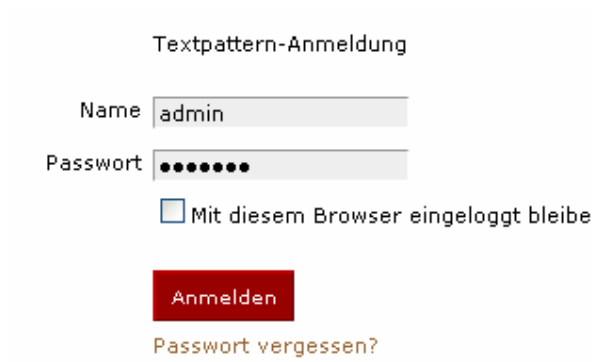 Textpattern-Anmeldung
Name admin
Passwort •••••••
Mit diesem Browser eingeloggt bleibe
Anmelden
Passwort vergessen?